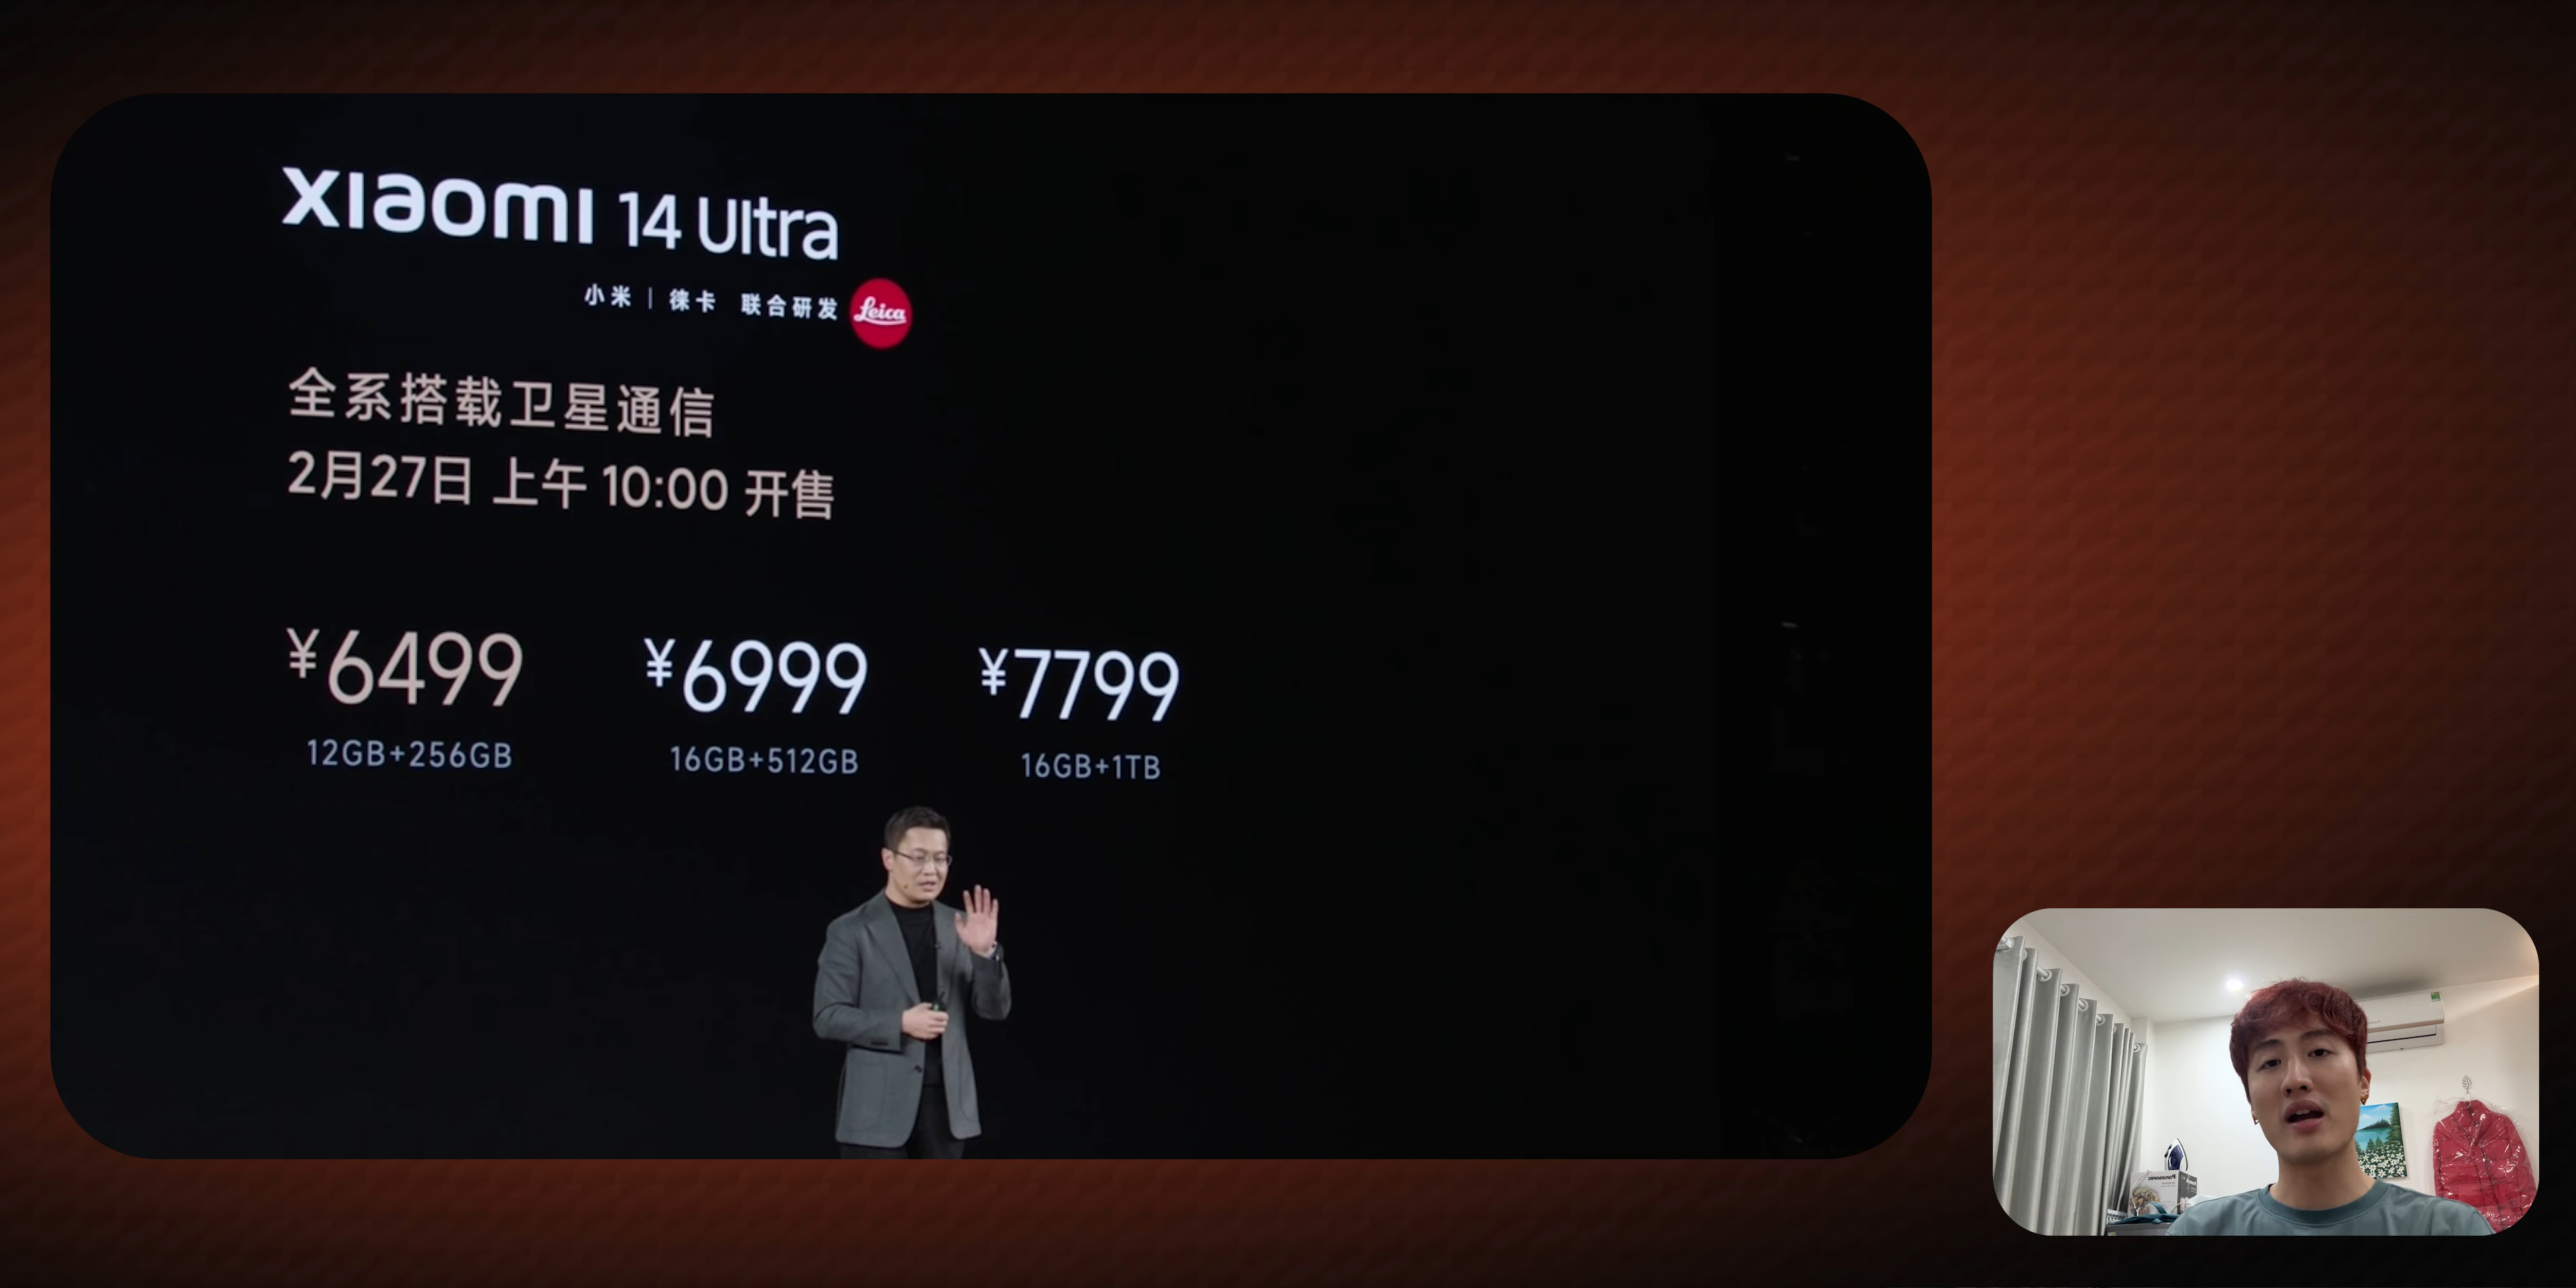 xiaomi 14 Ultra
小米 | 徕卡 联合研发 Leica
全系搭载卫星通信
2月27日 上午 10:00 开售
¥6499 ¥6999 ¥7799
12GB+256GB 16GB+512GB 16GB+1TB
Panasonic